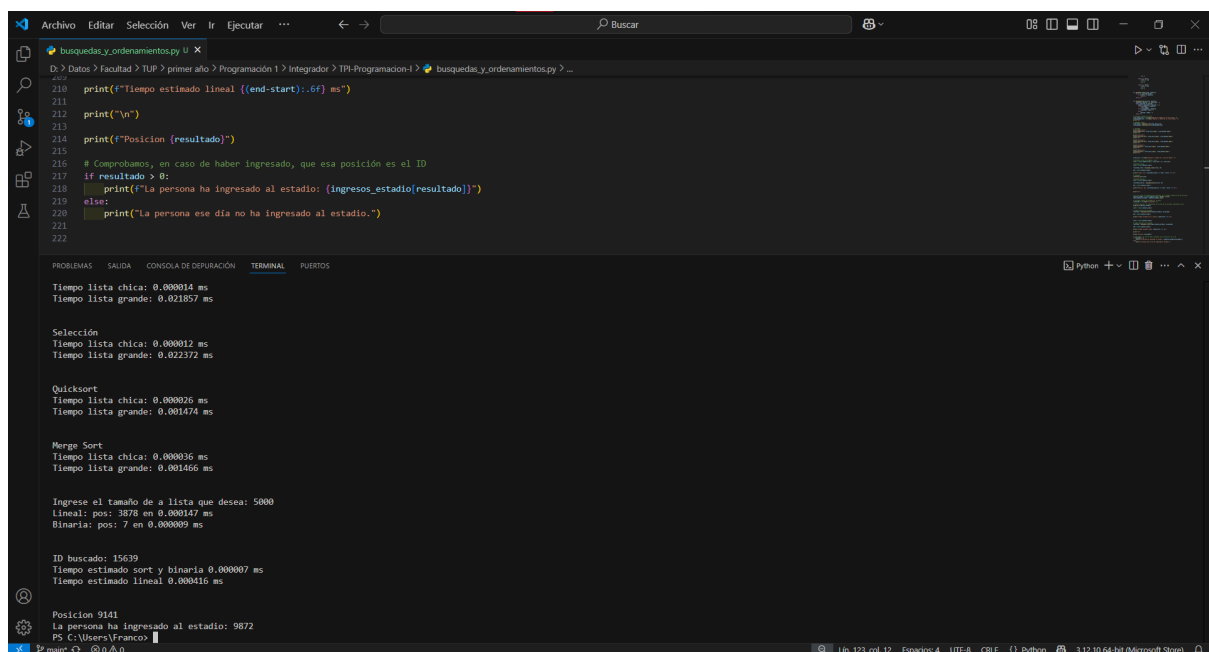 Archivo Editar Selección Ver Ir Ejecutar ··· Buscar
busquedas_y_ordenamientos.py U
D: > Datos > Facultad > TUP > primer año > Programación 1 > Integrador > TPI-Programacion-I > busquedas_y_ordenamientos.py > ...
209
210 print(f"Tiempo estimado lineal {(end-start):.6f} ms")
211
212 print("\n")
213
214 print(f"Posicion {resultado}")
215
216 # Comprobamos, en caso de haber ingresado, que esa posición es el ID
217 if resultado > 0:
218 print(f"La persona ha ingresado al estadio: {ingresos_estadio[resultado]}")
219 else:
220 print("La persona ese día no ha ingresado al estadio.")
221
222
PROBLEMAS SALIDA CONSOLA DE DEPURACIÓN TERMINAL PUERTOS Python
Tiempo lista chica: 0.000014 ms
Tiempo lista grande: 0.021857 ms
Selección
Tiempo lista chica: 0.000012 ms
Tiempo lista grande: 0.022372 ms
Quicksort
Tiempo lista chica: 0.000026 ms
Tiempo lista grande: 0.001474 ms
Merge Sort
Tiempo lista chica: 0.000036 ms
Tiempo lista grande: 0.001466 ms
Ingrese el tamaño de a lista que desea: 5000
Lineal: pos: 3878 en 0.000147 ms
Binaria: pos: 7 en 0.000009 ms
ID buscado: 15639
Tiempo estimado sort y binaria 0.000007 ms
Tiempo estimado lineal 0.000416 ms
Posicion 9141
La persona ha ingresado al estadio: 9872
PS C:\Users\Franco>
main* 0 0 Lín. 123, col. 12 Espacios: 4 UTF-8 CRLF {} Python 3.12.10 64-bit (Microsoft Store)